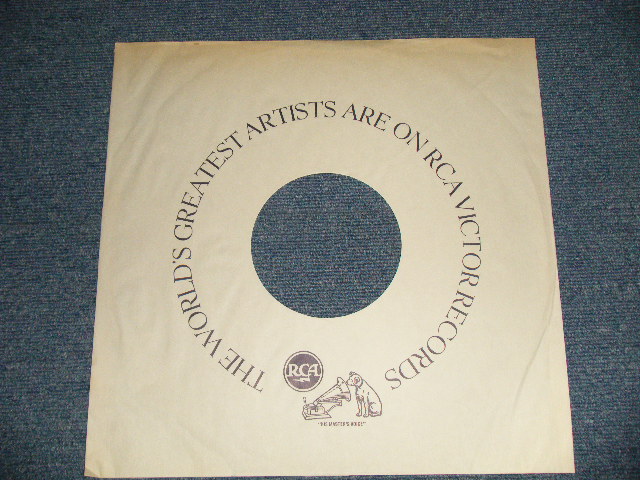 THE WORLD'S GREATEST ARTISTS ARE ON RCA VICTOR RECORDS
RCA
"HIS MASTER'S VOICE"